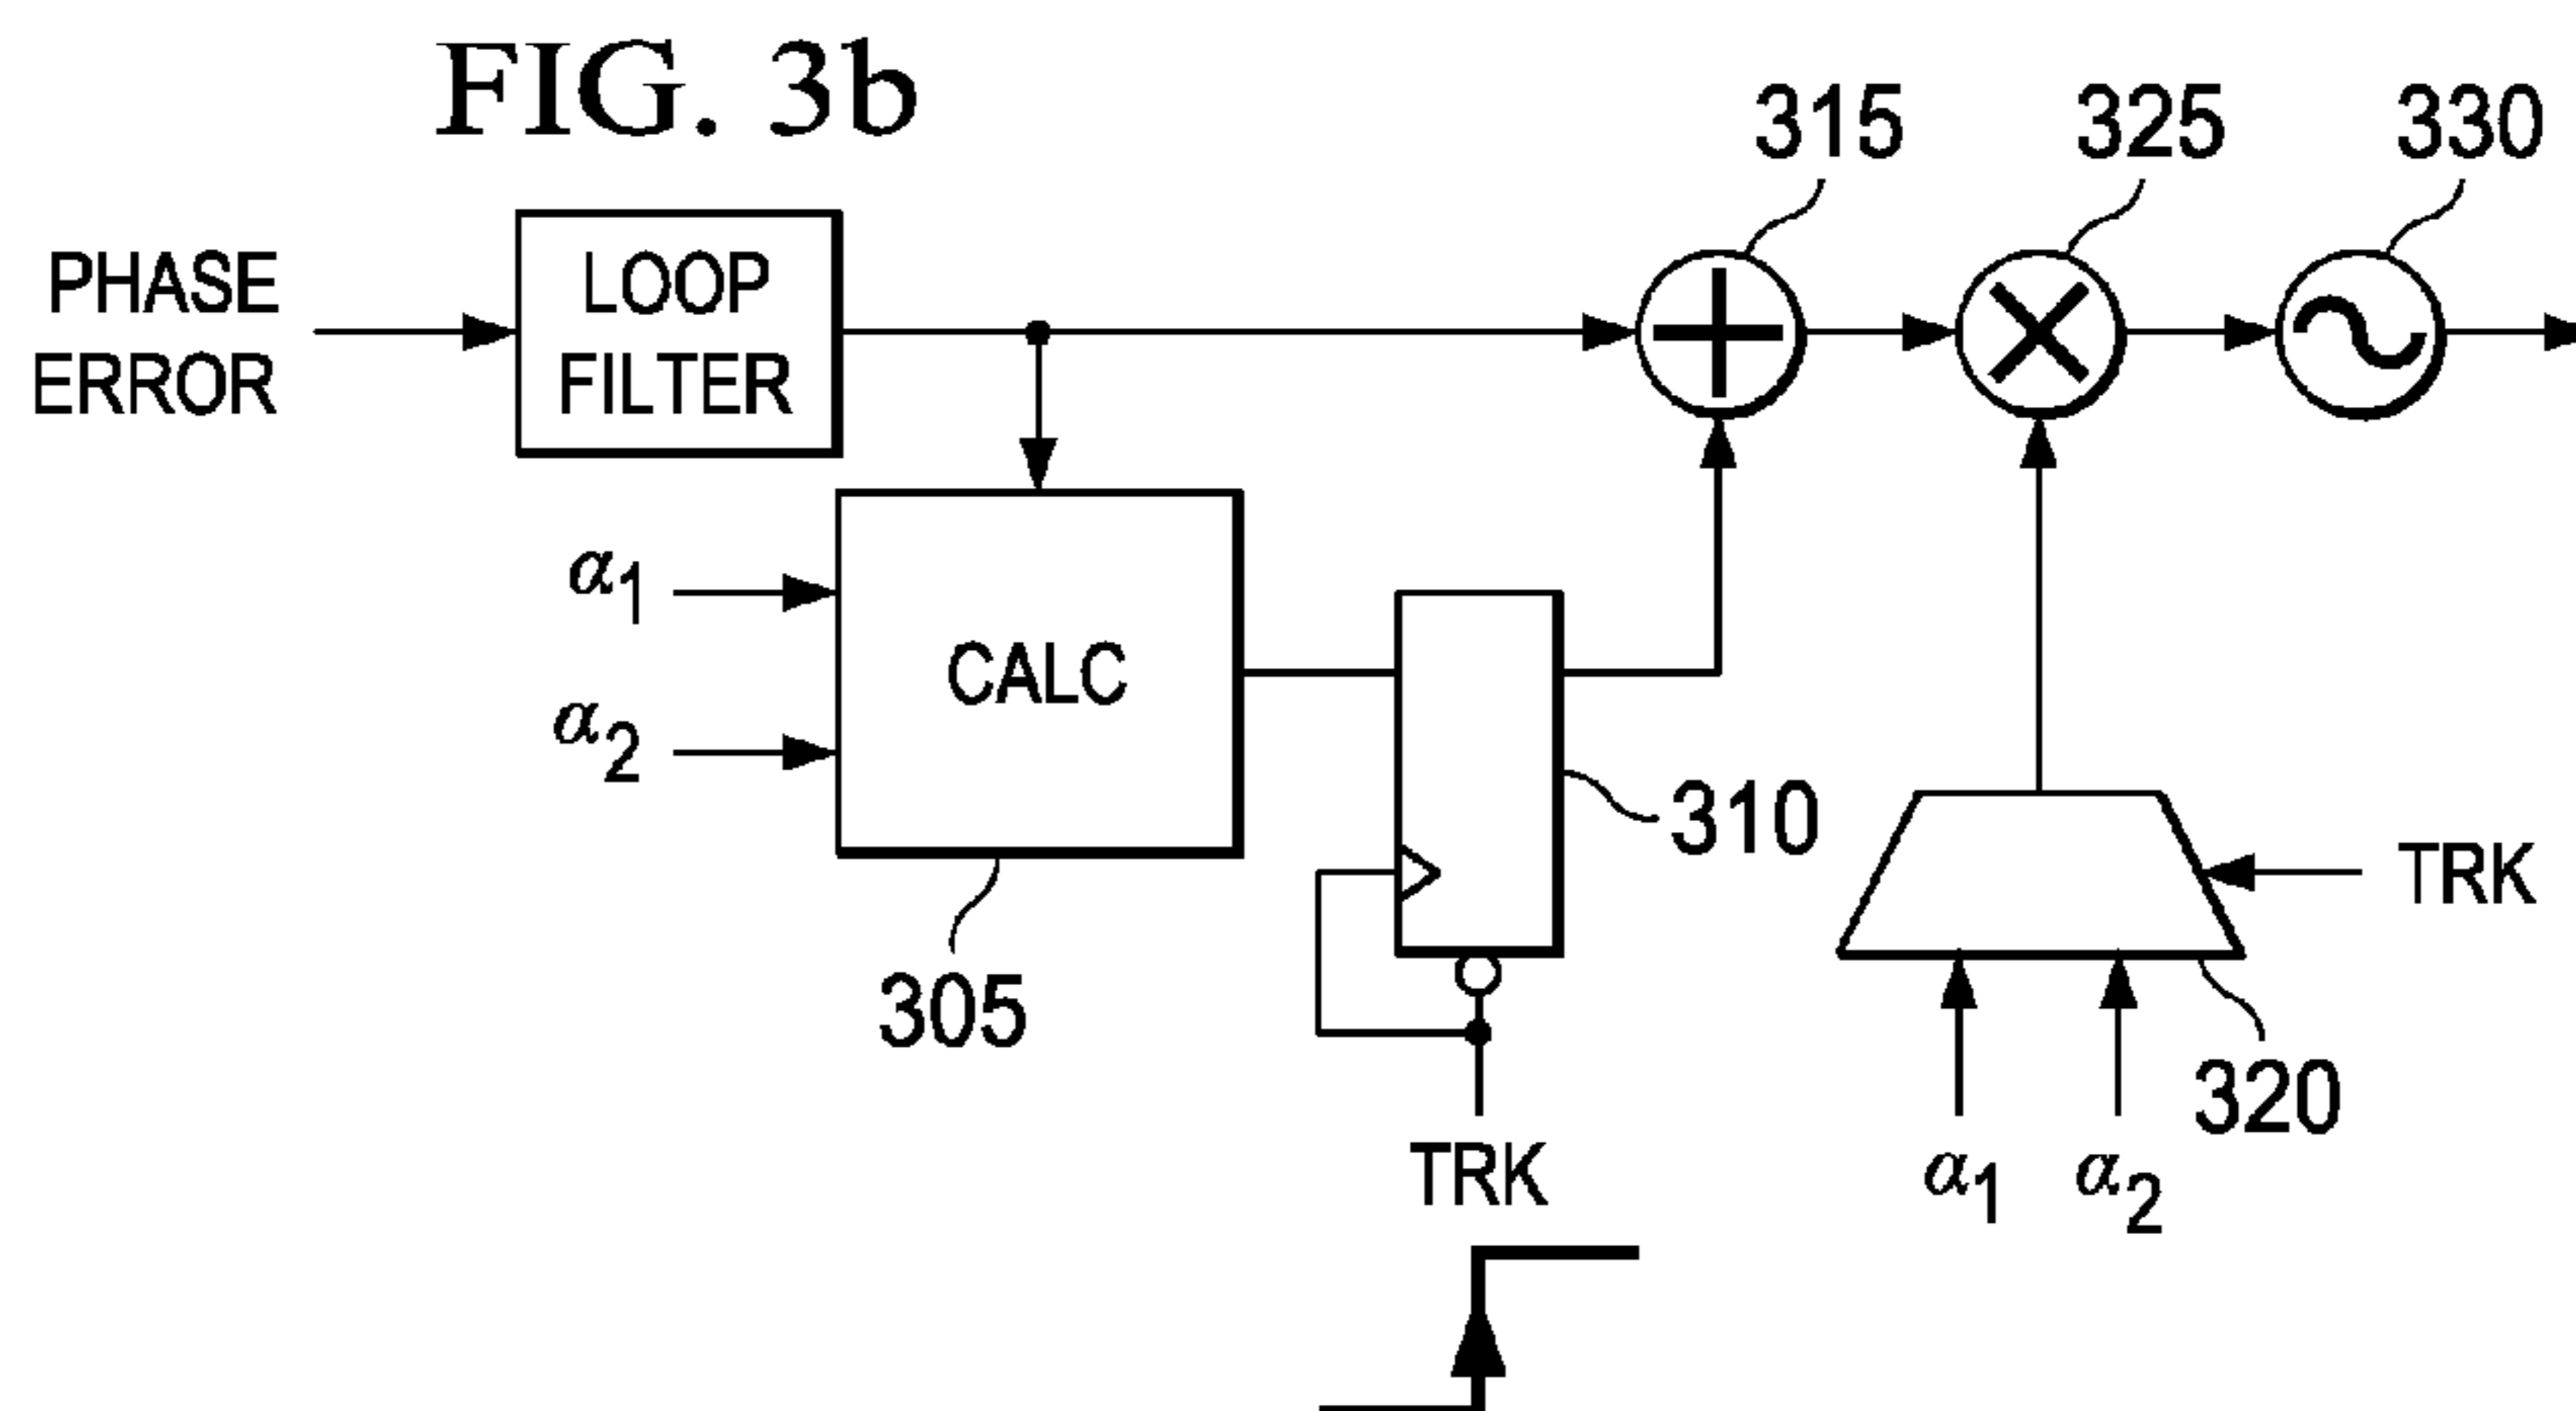 FIG. 3b
315
325
330
PHASE
ERROR
LOOP
FILTER
α1
α2
CALC
305
310
TRK
TRK
320
α1
α2